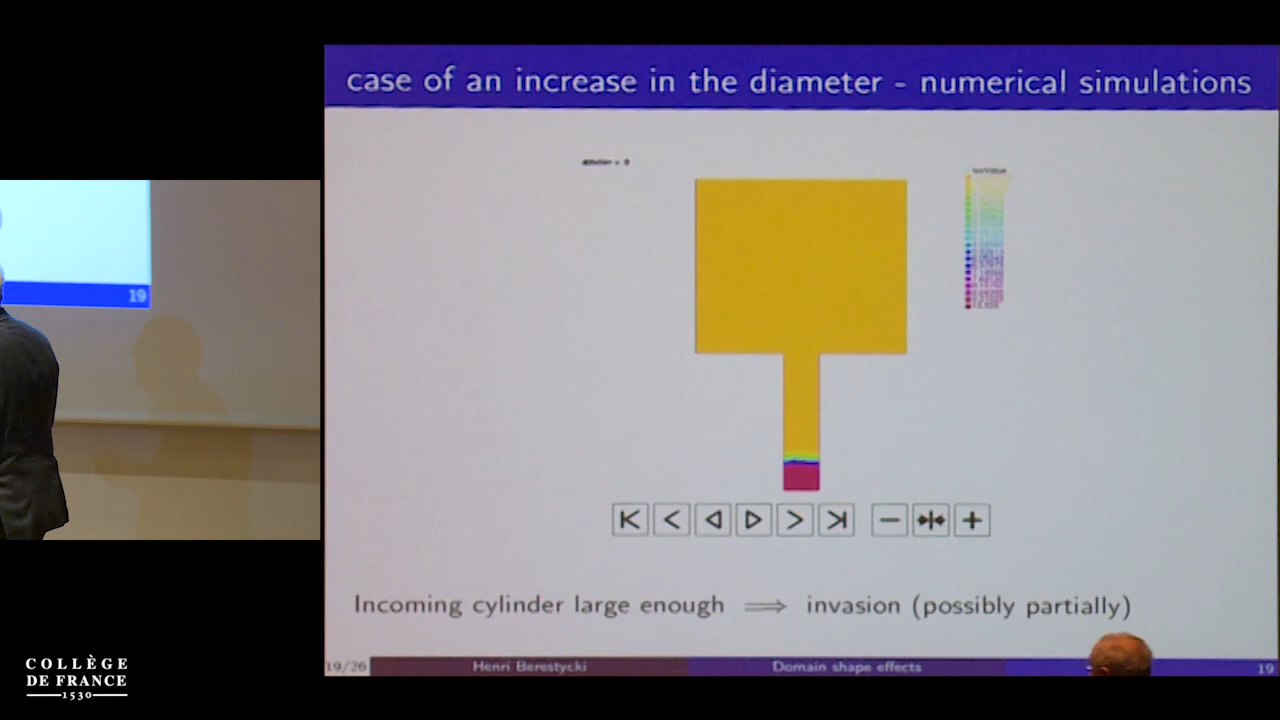 case of an increase in the diameter - numerical simulations
Incoming cylinder large enough ⟹ invasion (possibly partially)
19/26 Henri Berestycki Domain shape effects 19
19
COLLÈGE
DE FRANCE
1530